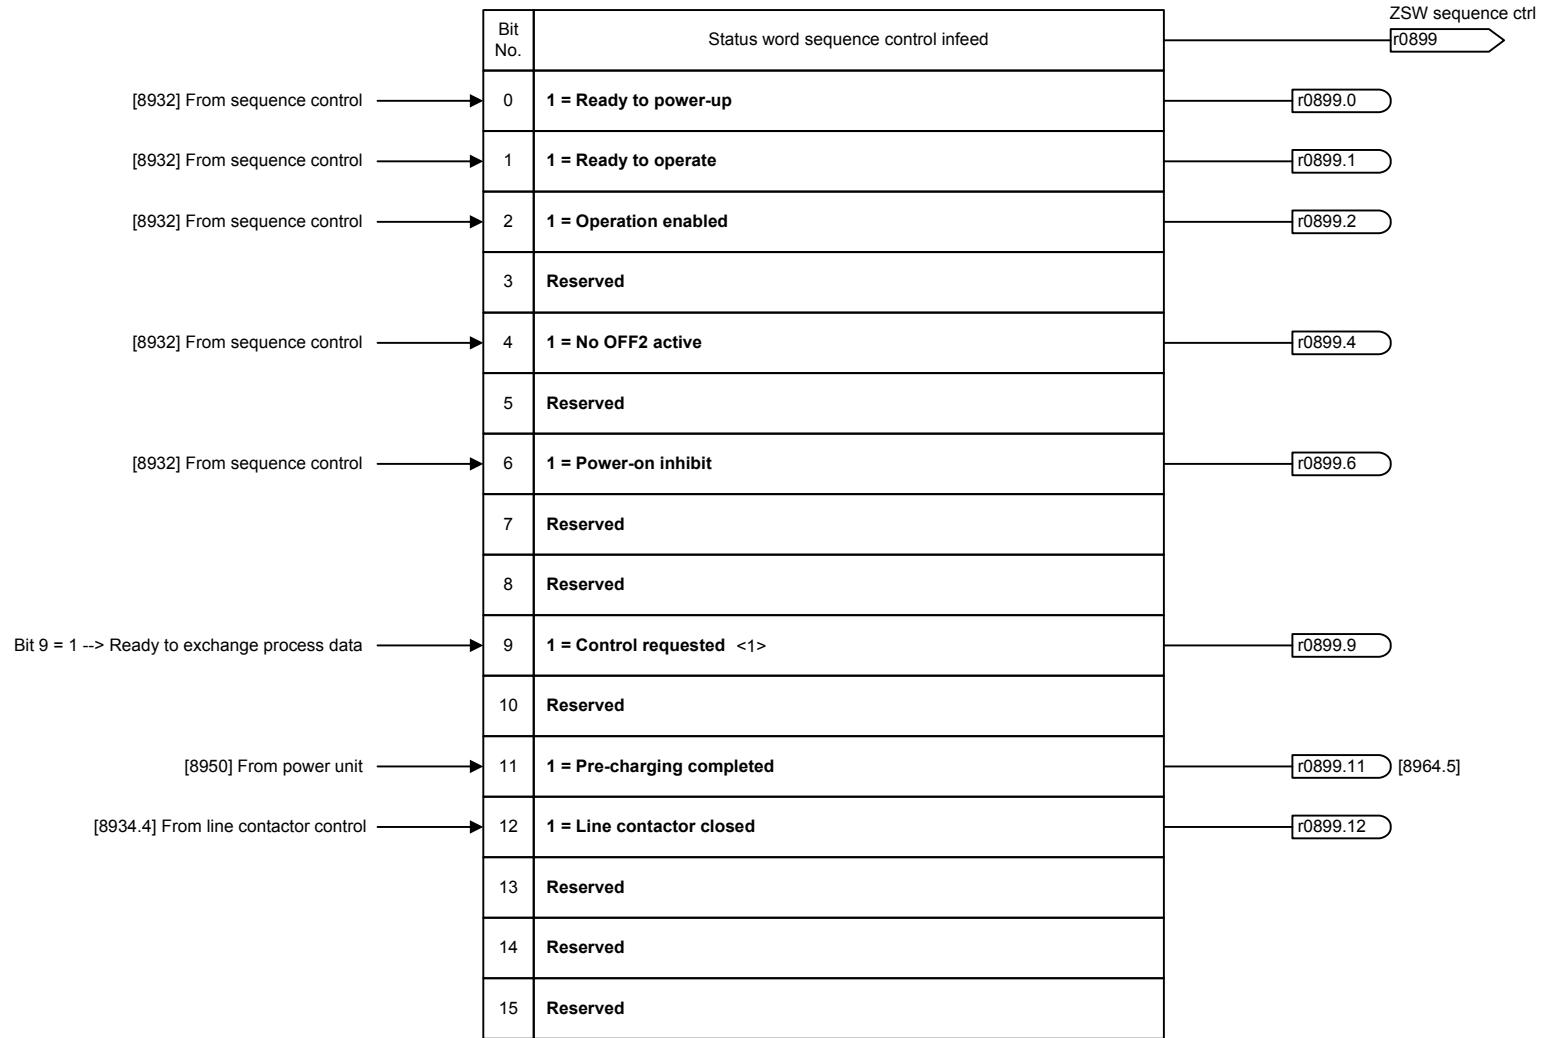 ZSW sequence ctrl
Bit No. Status word sequence control infeed r0899
[8932] From sequence control 0 1 = Ready to power-up r0899.0
[8932] From sequence control 1 1 = Ready to operate r0899.1
[8932] From sequence control 2 1 = Operation enabled r0899.2
3 Reserved
[8932] From sequence control 4 1 = No OFF2 active r0899.4
5 Reserved
[8932] From sequence control 6 1 = Power-on inhibit r0899.6
7 Reserved
8 Reserved
Bit 9 = 1 --> Ready to exchange process data 9 1 = Control requested <1> r0899.9
10 Reserved
[8950] From power unit 11 1 = Pre-charging completed r0899.11 [8964.5]
[8934.4] From line contactor control 12 1 = Line contactor closed r0899.12
13 Reserved
14 Reserved
15 Reserved